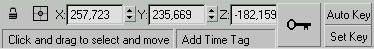 X: 257,723 Y: 235,669 Z: -182,159 Auto Key
Click and drag to select and move Add Time Tag Set Key